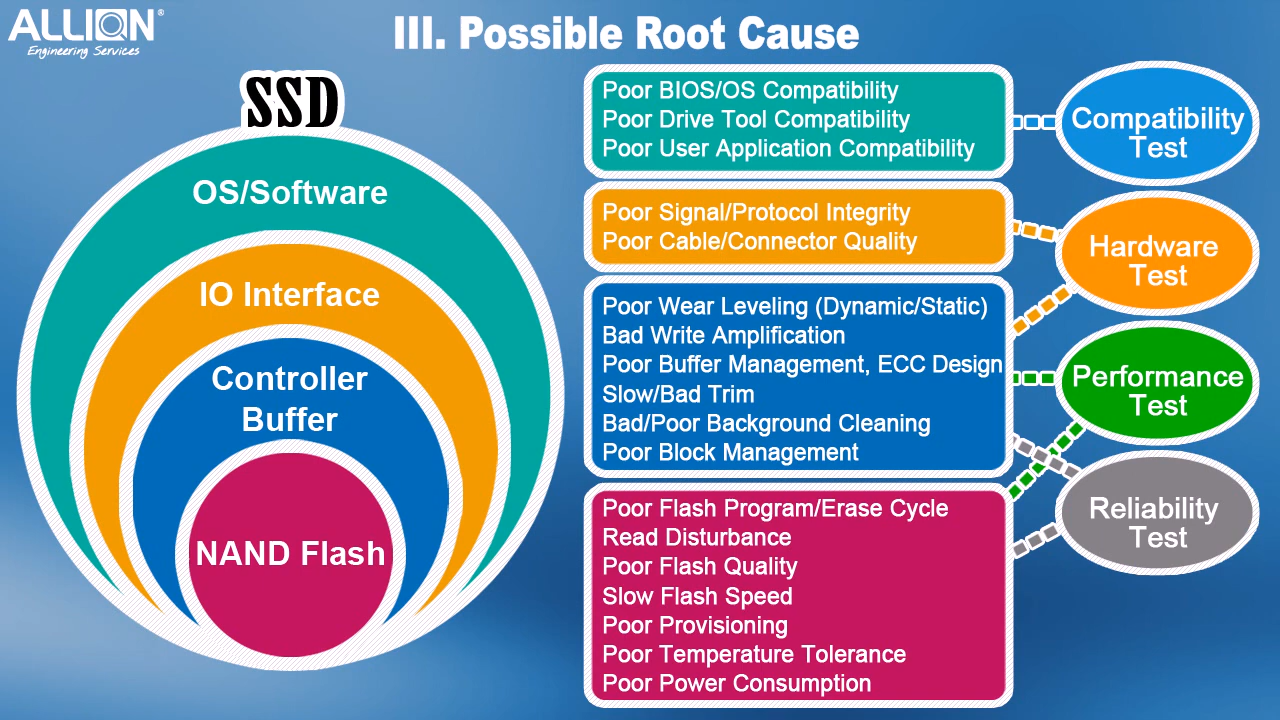 ALLION®
Engineering Services
III. Possible Root Cause
SSD
OS/Software
IO Interface
Controller
Buffer
NAND Flash
Poor BIOS/OS Compatibility
Poor Drive Tool Compatibility
Poor User Application Compatibility
Poor Signal/Protocol Integrity
Poor Cable/Connector Quality
Poor Wear Leveling (Dynamic/Static)
Bad Write Amplification
Poor Buffer Management, ECC Design
Slow/Bad Trim
Bad/Poor Background Cleaning
Poor Block Management
Poor Flash Program/Erase Cycle
Read Disturbance
Poor Flash Quality
Slow Flash Speed
Poor Provisioning
Poor Temperature Tolerance
Poor Power Consumption
Compatibility
Test
Hardware
Test
Performance
Test
Reliability
Test